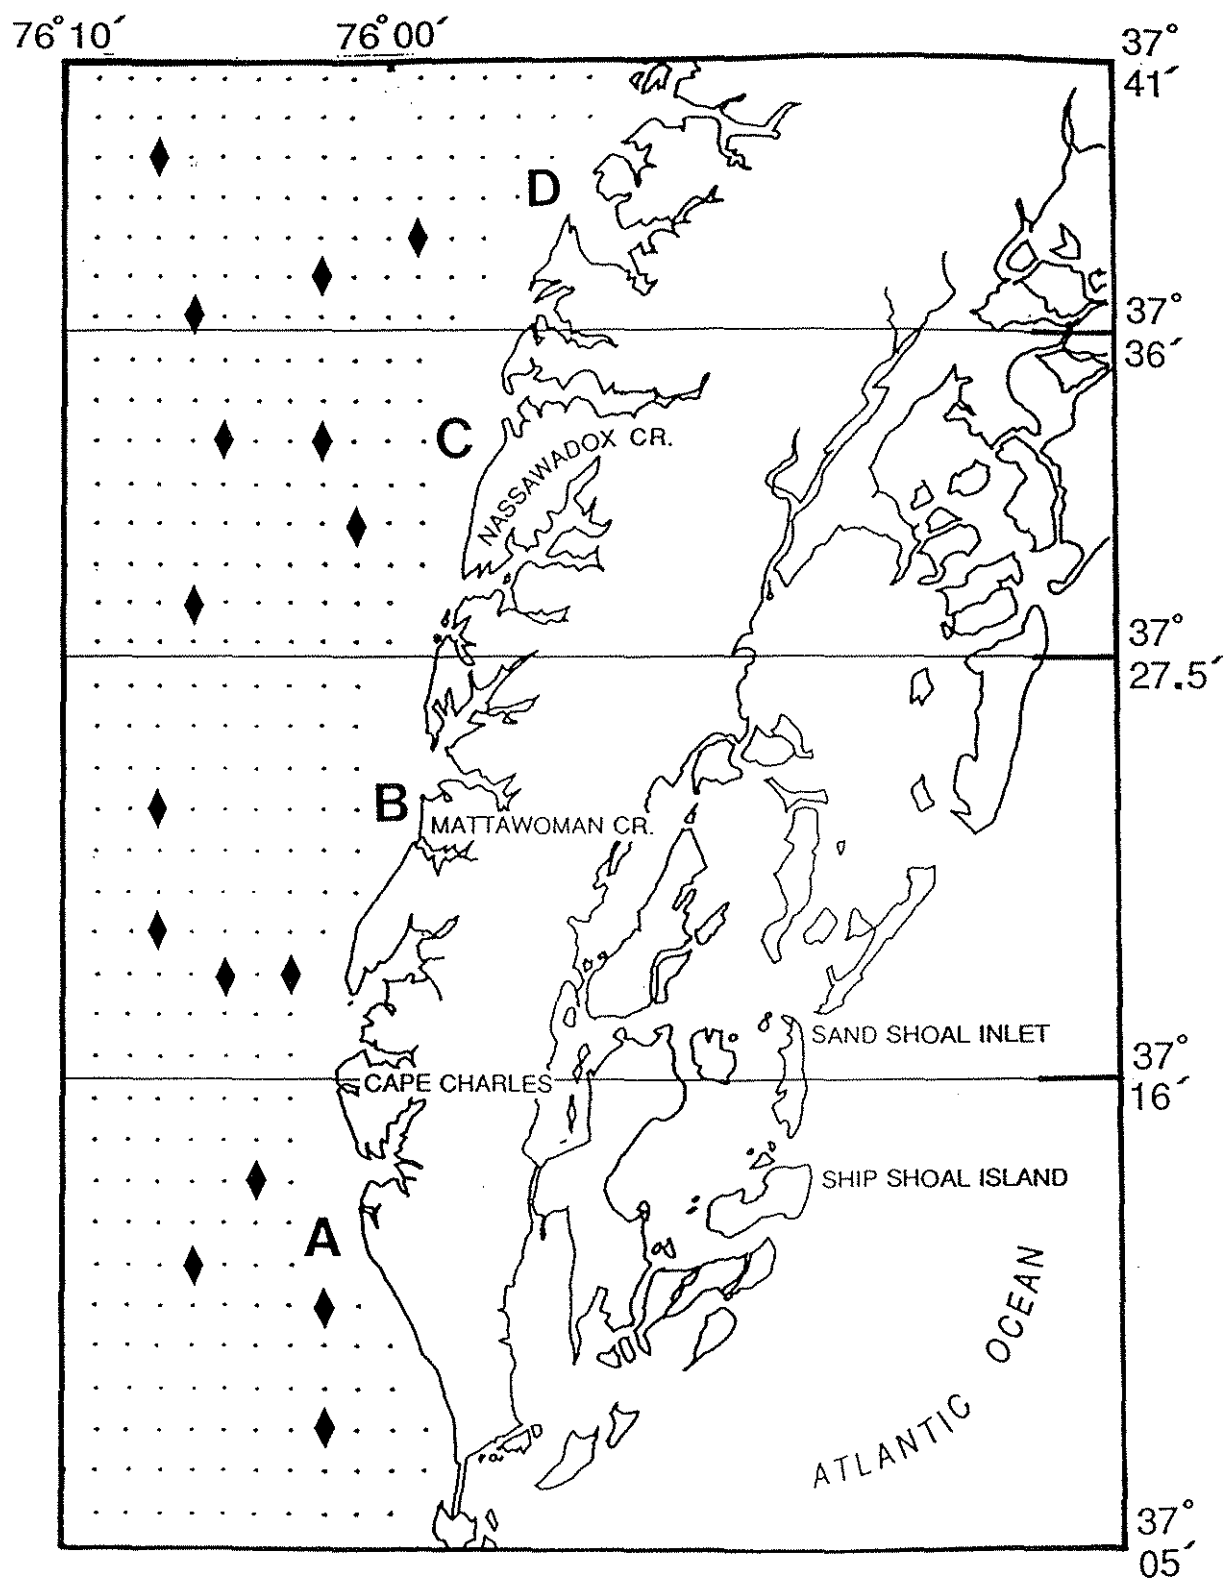 76°10′ 76°00′
37°
41′
D
37°
36′
C
NASSAWADOX CR.
37°
27.5′
B
MATTAWOMAN CR.
SAND SHOAL INLET
37°
16′
CAPE CHARLES
SHIP SHOAL ISLAND
A
ATLANTIC OCEAN
37°
05′